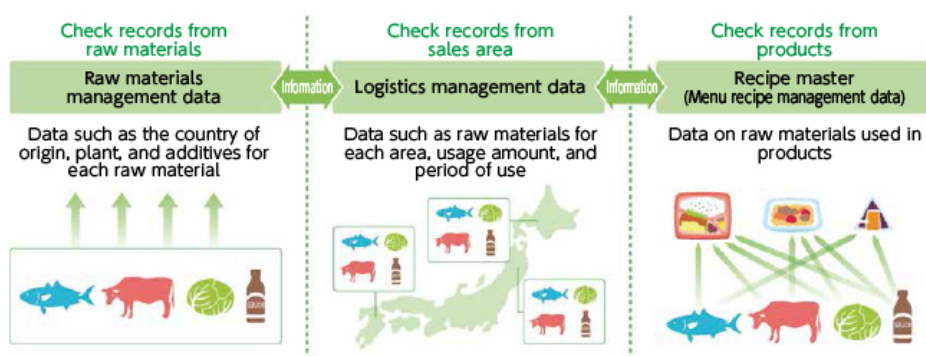 Check records from
raw materials
Raw materials
management data
Data such as the country of
origin, plant, and additives for
each raw material
Information
Check records from
sales area
Logistics management data
Data such as raw materials for
each area, usage amount, and
period of use
Information
Check records from
products
Recipe master
(Menu recipe management data)
Data on raw materials used in
products